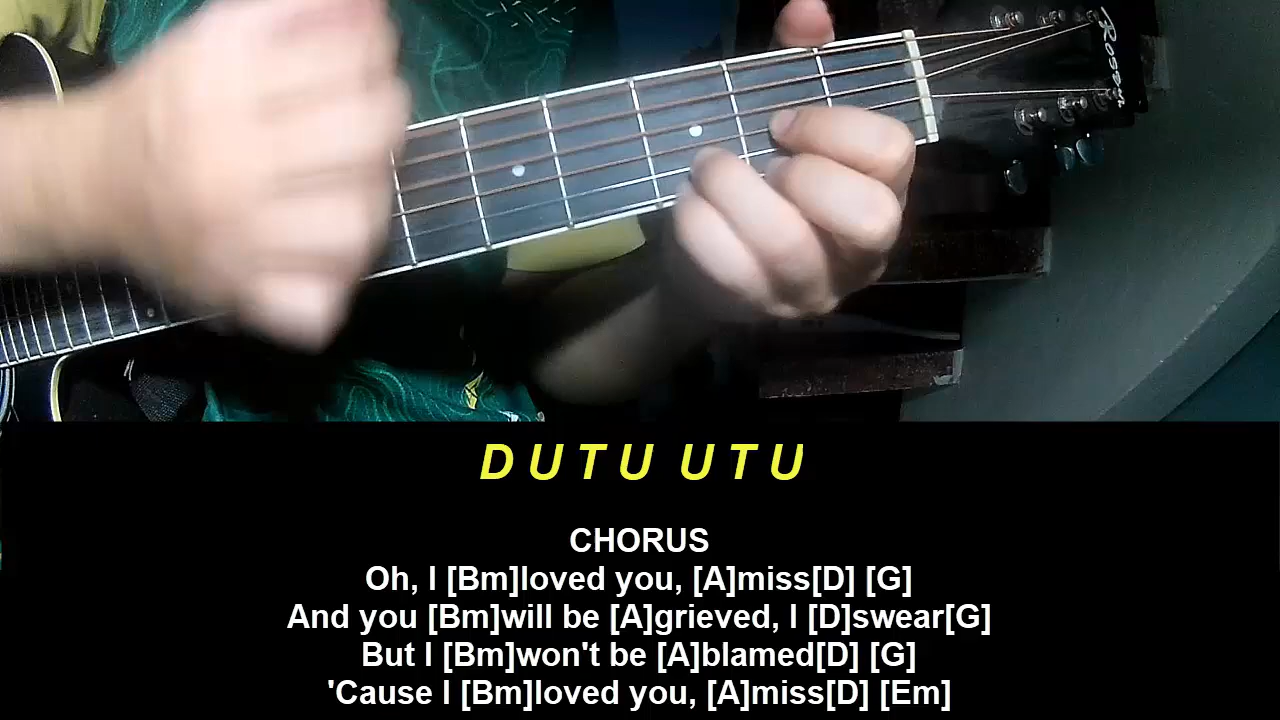 Rosser
D U T U U T U
CHORUS
Oh, I [Bm]loved you, [A]miss[D] [G]
And you [Bm]will be [A]grieved, I [D]swear[G]
But I [Bm]won't be [A]blamed[D] [G]
'Cause I [Bm]loved you, [A]miss[D] [Em]